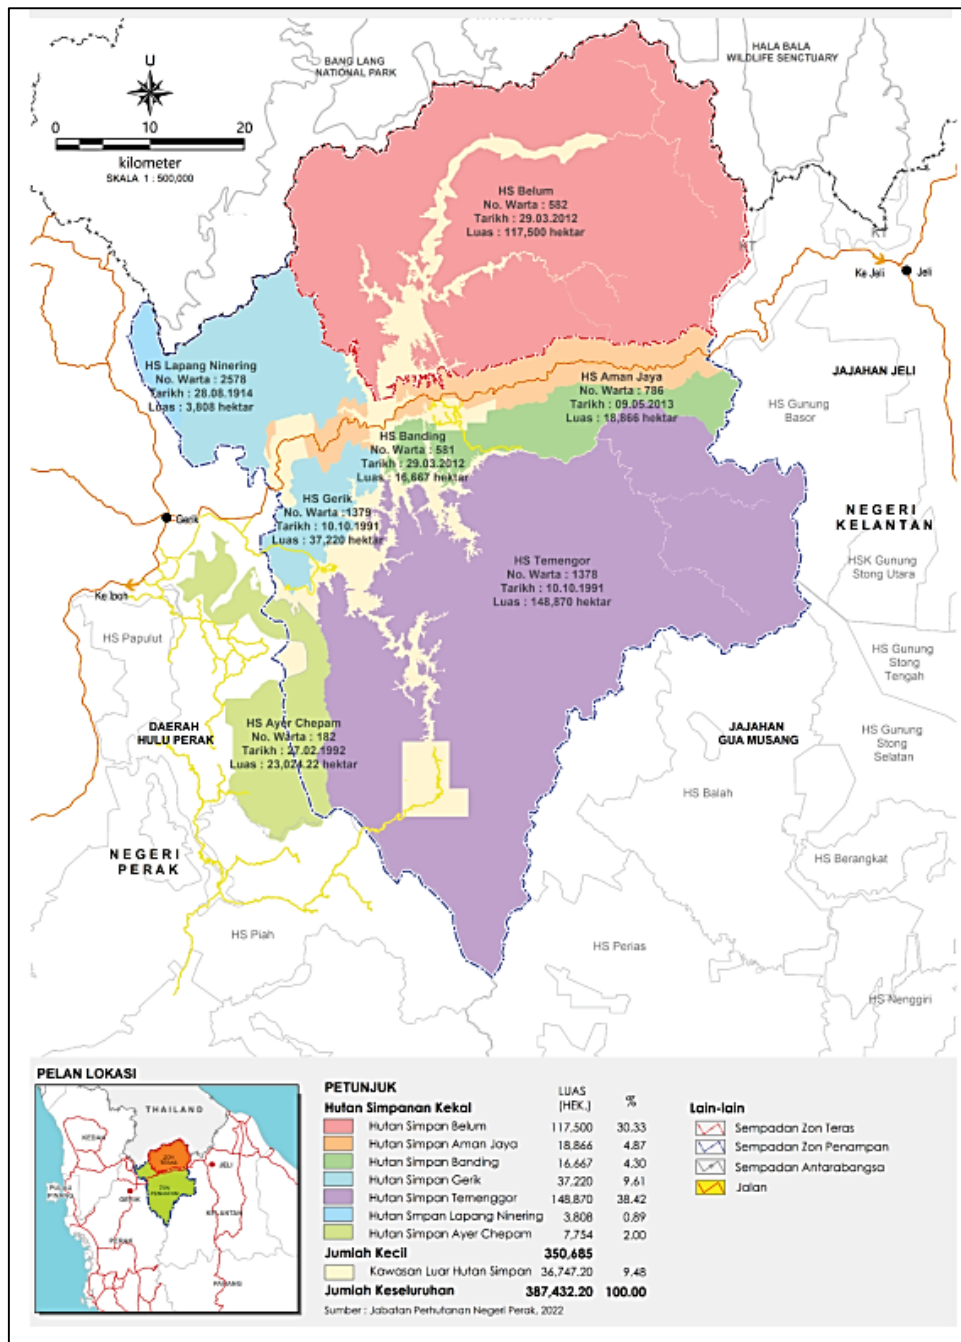 BANG LANG
NATIONAL PARK
HALA BALA
WILDLIFE SENCTUARY
U
0 10 20
kilometer
SKALA 1 : 500,000
HS Belum
No. Warta : 582
Tarikh : 29.03.2012
Luas : 117,500 hektar
KT
KT
Ke Jeli
Jeli
HS Lapang Ninering
No. Warta : 2578
Tarikh : 28.08.1914
Luas : 3,808 hektar
HS Aman Jaya
No. Warta : 786
Tarikh : 09.05.2013
Luas : 18,866 hektar
JAJAHAN JELI
HS Gunung
Basor
HS Banding
No. Warta : 581
Tarikh : 29.03.2012
Luas : 16,667 hektar
HS Gerik
No. Warta :1379
Tarikh : 10.10.1991
Luas : 37,220 hektar
Gerik
NEGERI
KELANTAN
HS Temengor
No. Warta : 1378
Tarikh : 10.10.1991
Luas : 148,870 hektar
HSK Gunung
Stong Utara
Ke Ipoh
HS Papulut
HS Gunung
Stong
Tengah
HS Ayer Chepam
No. Warta : 182
Tarikh : 27.02.1992
Luas : 23,024.22 hektar
DAERAH
HULU PERAK
JAJAHAN
GUA MUSANG
HS Gunung
Stong
Selatan
HS Balah
NEGERI
PERAK
HS Berangkat
HS Piah
HS Perias
HS Nenggiri
PELAN LOKASI
THAILAND
KEDAH
ZON
TERAS
JELI
PULAU
PINANG
GERIK
ZON
PENAMPAN
KELANTAN
PERAK
PAHANG
PETUNJUK LUAS
(HEK.) %
Hutan Simpanan Kekal
Hutan Simpan Belum 117.500 30.33
Hutan Simpan Aman Jaya 18,866 4.87
Hutan Simpan Banding 16.667 4.30
Hutan Simpan Gerik 37,220 9.61
Hutan Simpan Temenggor 148,870 38.42
Hutan Smpan Lapang Ninering 3,808 0.89
Hutan Simpan Ayer Chepam 7,754 2.00
Jumlah Kecil 350,685
Kawasan Luar Hutan Simpan 36,747.20 9.48
Jumlah Keseluruhan 387,432.20 100.00
Sumber : Jabatan Perhutanan Negeri Perak, 2022
Lain-lain
Sempadan Zon Teras
Sempadan Zon Penampan
Sempadan Antarabangsa
Jalan